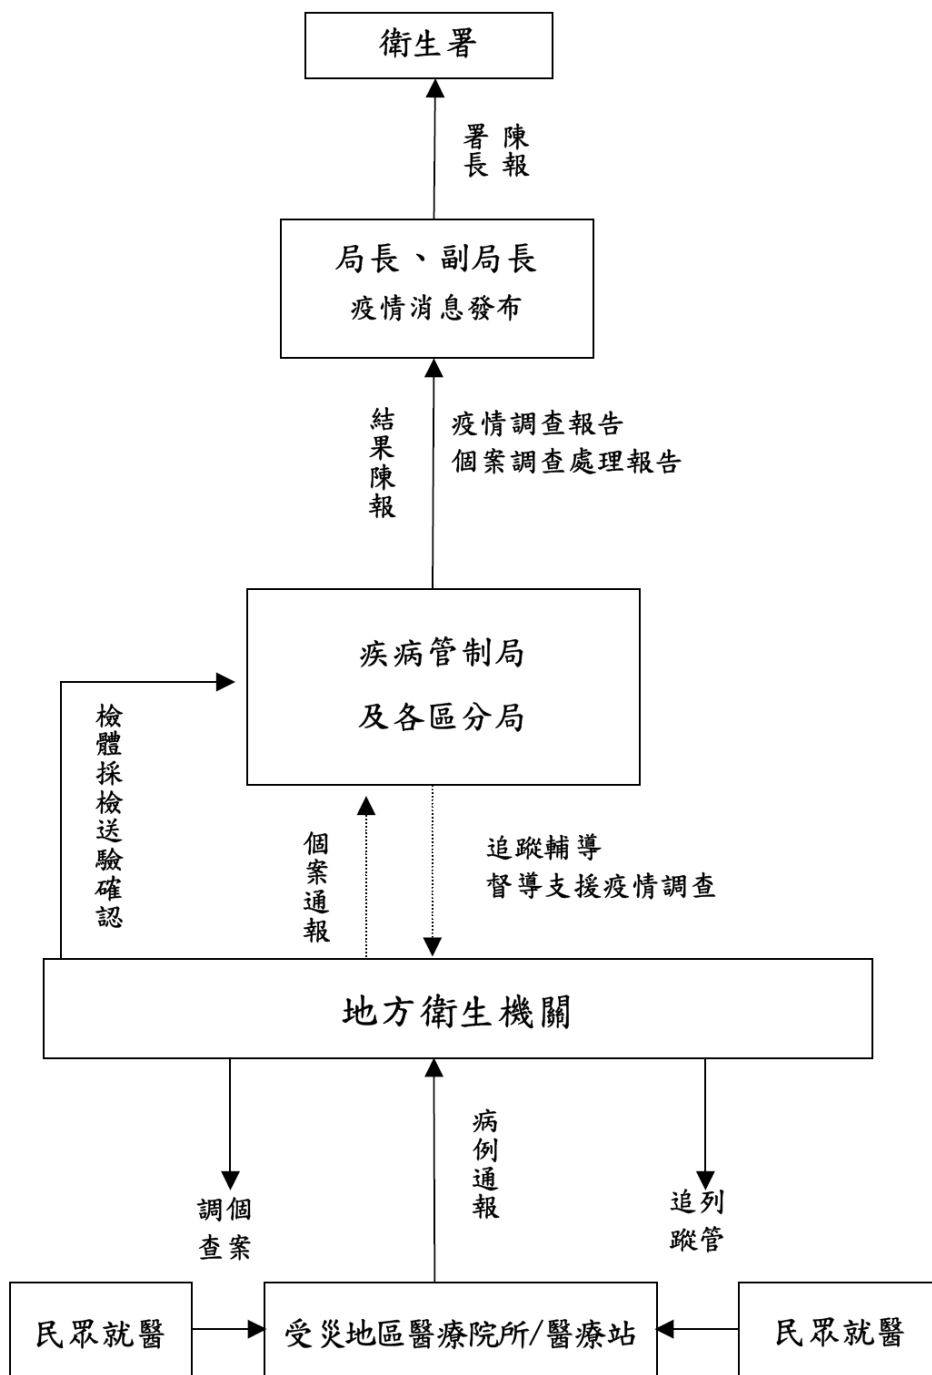 衛生署
陳報
署長
局長、副局長
疫情消息發布
結果陳報
疫情調查報告
個案調查處理報告
疾病管制局
及各區分局
檢體採檢送驗確認
個案通報
追蹤輔導
督導支援疫情調查
地方衛生機關
個案
調查
病例通報
列管
追蹤
民眾就醫
受災地區醫療院所/醫療站
民眾就醫